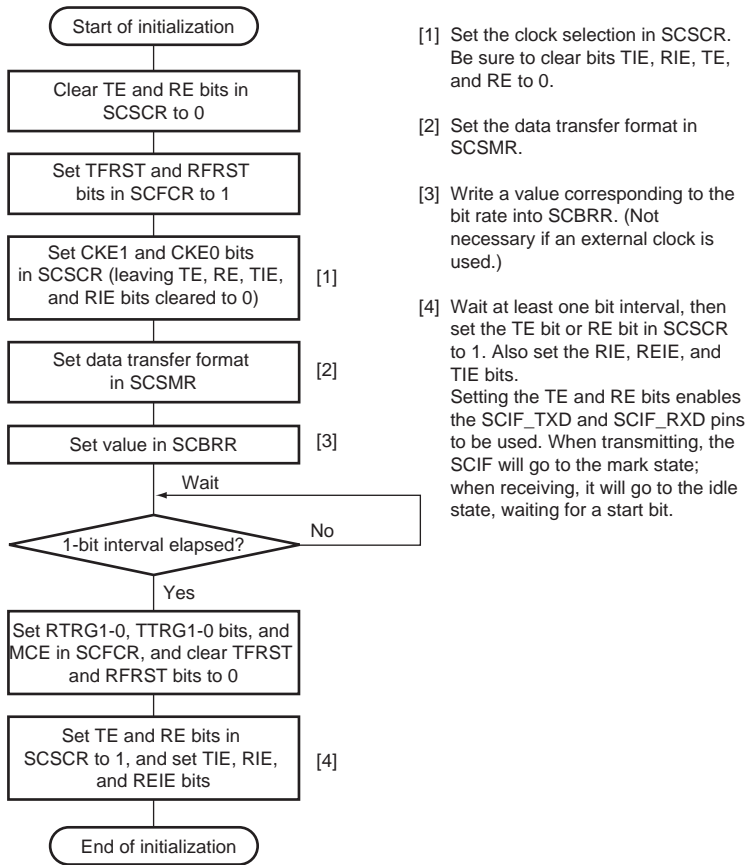 Start of initialization
Clear TE and RE bits in
SCSCR to 0
Set TFRST and RFRST
bits in SCFCR to 1
Set CKE1 and CKE0 bits
in SCSCR (leaving TE, RE, TIE,
and RIE bits cleared to 0)
[1]
Set data transfer format
in SCSMR
[2]
Set value in SCBRR
[3]
Wait
1-bit interval elapsed?
No
Yes
Set RTRG1-0, TTRG1-0 bits, and
MCE in SCFCR, and clear TFRST
and RFRST bits to 0
Set TE and RE bits in
SCSCR to 1, and set TIE, RIE,
and REIE bits
[4]
End of initialization
[1] Set the clock selection in SCSCR.
Be sure to clear bits TIE, RIE, TE,
and RE to 0.
[2] Set the data transfer format in
SCSMR.
[3] Write a value corresponding to the
bit rate into SCBRR. (Not
necessary if an external clock is
used.)
[4] Wait at least one bit interval, then
set the TE bit or RE bit in SCSCR
to 1. Also set the RIE, REIE, and
TIE bits.
Setting the TE and RE bits enables
the SCIF_TXD and SCIF_RXD pins
to be used. When transmitting, the
SCIF will go to the mark state;
when receiving, it will go to the idle
state, waiting for a start bit.